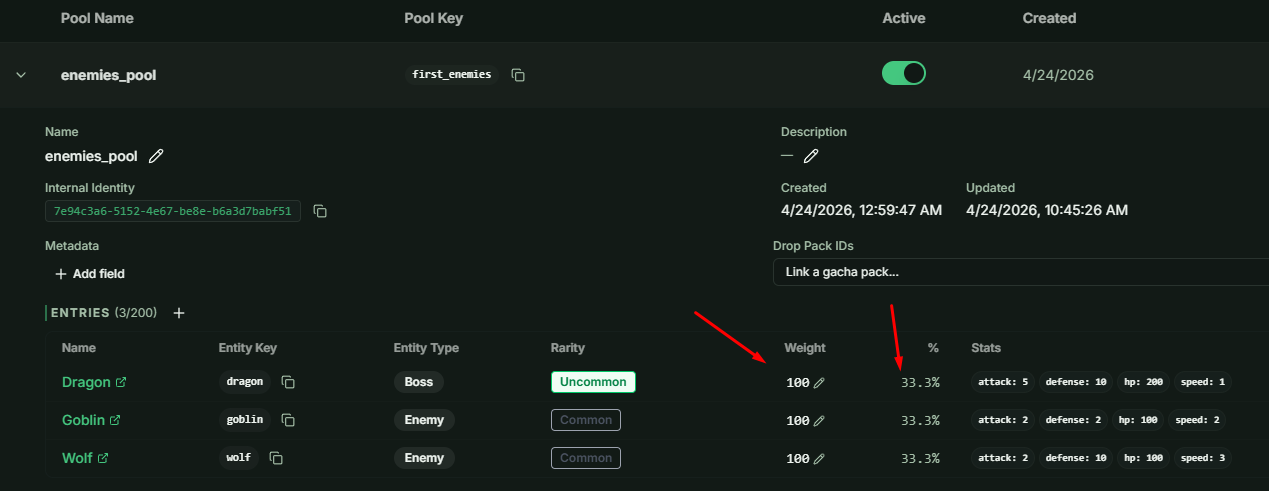 Pool Name Pool Key Active Created
enemies_pool first_enemies 4/24/2026
Name Description
enemies_pool —
Internal Identity Created Updated
7e94c3a6-5152-4e67-be8e-b6a3d7babf51 4/24/2026, 12:59:47 AM 4/24/2026, 10:45:26 AM
Metadata Drop Pack IDs
+ Add field Link a gacha pack...
ENTRIES (3/200) +
Name Entity Key Entity Type Rarity Weight % Stats
Dragon dragon Boss Uncommon 100 33.3% attack: 5 defense: 10 hp: 200 speed: 1
Goblin goblin Enemy Common 100 33.3% attack: 2 defense: 2 hp: 100 speed: 2
Wolf wolf Enemy Common 100 33.3% attack: 2 defense: 10 hp: 100 speed: 3